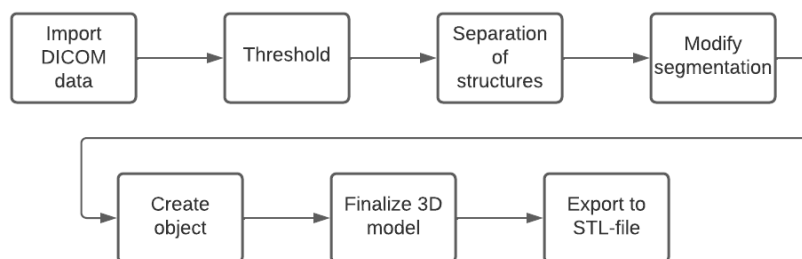 Import
DICOM
data
Threshold
Separation
of
structures
Modify
segmentation
Create
object
Finalize 3D
model
Export to
STL-file